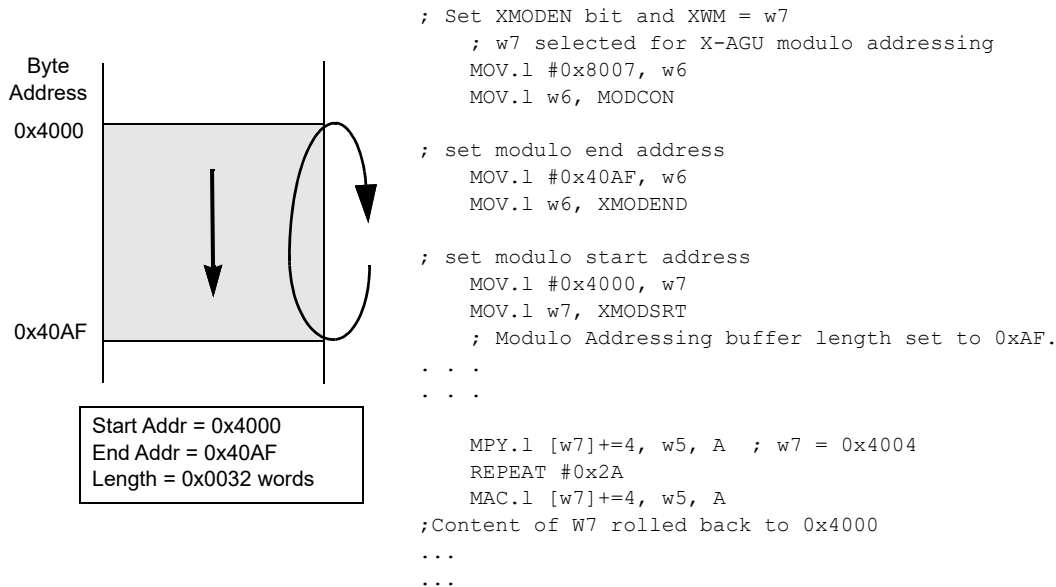 Byte
Address
0x4000
0x40AF
Start Addr = 0x4000
End Addr = 0x40AF
Length = 0x0032 words
; Set XMODEN bit and XWM = w7
; w7 selected for X-AGU modulo addressing
MOV.l #0x8007, w6
MOV.l w6, MODCON
; set modulo end address
MOV.l #0x40AF, w6
MOV.l w6, XMODEND
; set modulo start address
MOV.l #0x4000, w7
MOV.l w7, XMODSRT
; Modulo Addressing buffer length set to 0xAF.
. . .
. . .
MPY.l [w7]+=4, w5, A ; w7 = 0x4004
REPEAT #0x2A
MAC.l [w7]+=4, w5, A
;Content of W7 rolled back to 0x4000
...
...